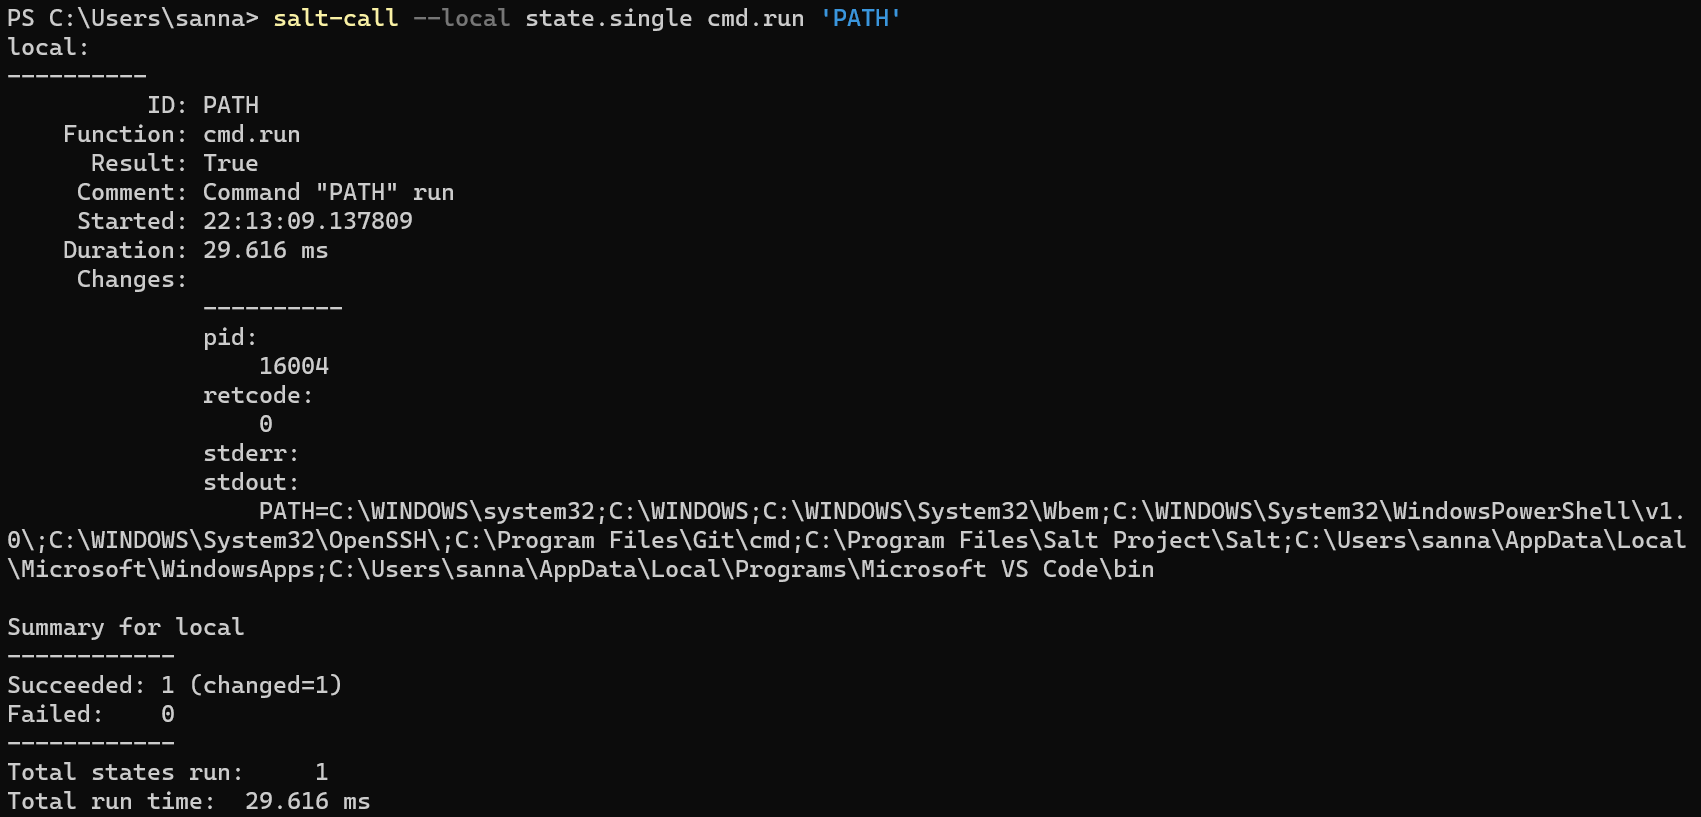 PS C:\Users\sanna> salt-call --local state.single cmd.run 'PATH'
local:
----------
          ID: PATH
    Function: cmd.run
      Result: True
     Comment: Command "PATH" run
     Started: 22:13:09.137809
    Duration: 29.616 ms
     Changes:
              ----------
              pid:
                  16004
              retcode:
                  0
              stderr:
              stdout:
                  PATH=C:\WINDOWS\system32;C:\WINDOWS;C:\WINDOWS\System32\Wbem;C:\WINDOWS\System32\WindowsPowerShell\v1.
0\;C:\WINDOWS\System32\OpenSSH\;C:\Program Files\Git\cmd;C:\Program Files\Salt Project\Salt;C:\Users\sanna\AppData\Local
\Microsoft\WindowsApps;C:\Users\sanna\AppData\Local\Programs\Microsoft VS Code\bin

Summary for local
------------
Succeeded: 1 (changed=1)
Failed:    0
------------
Total states run:     1
Total run time:  29.616 ms